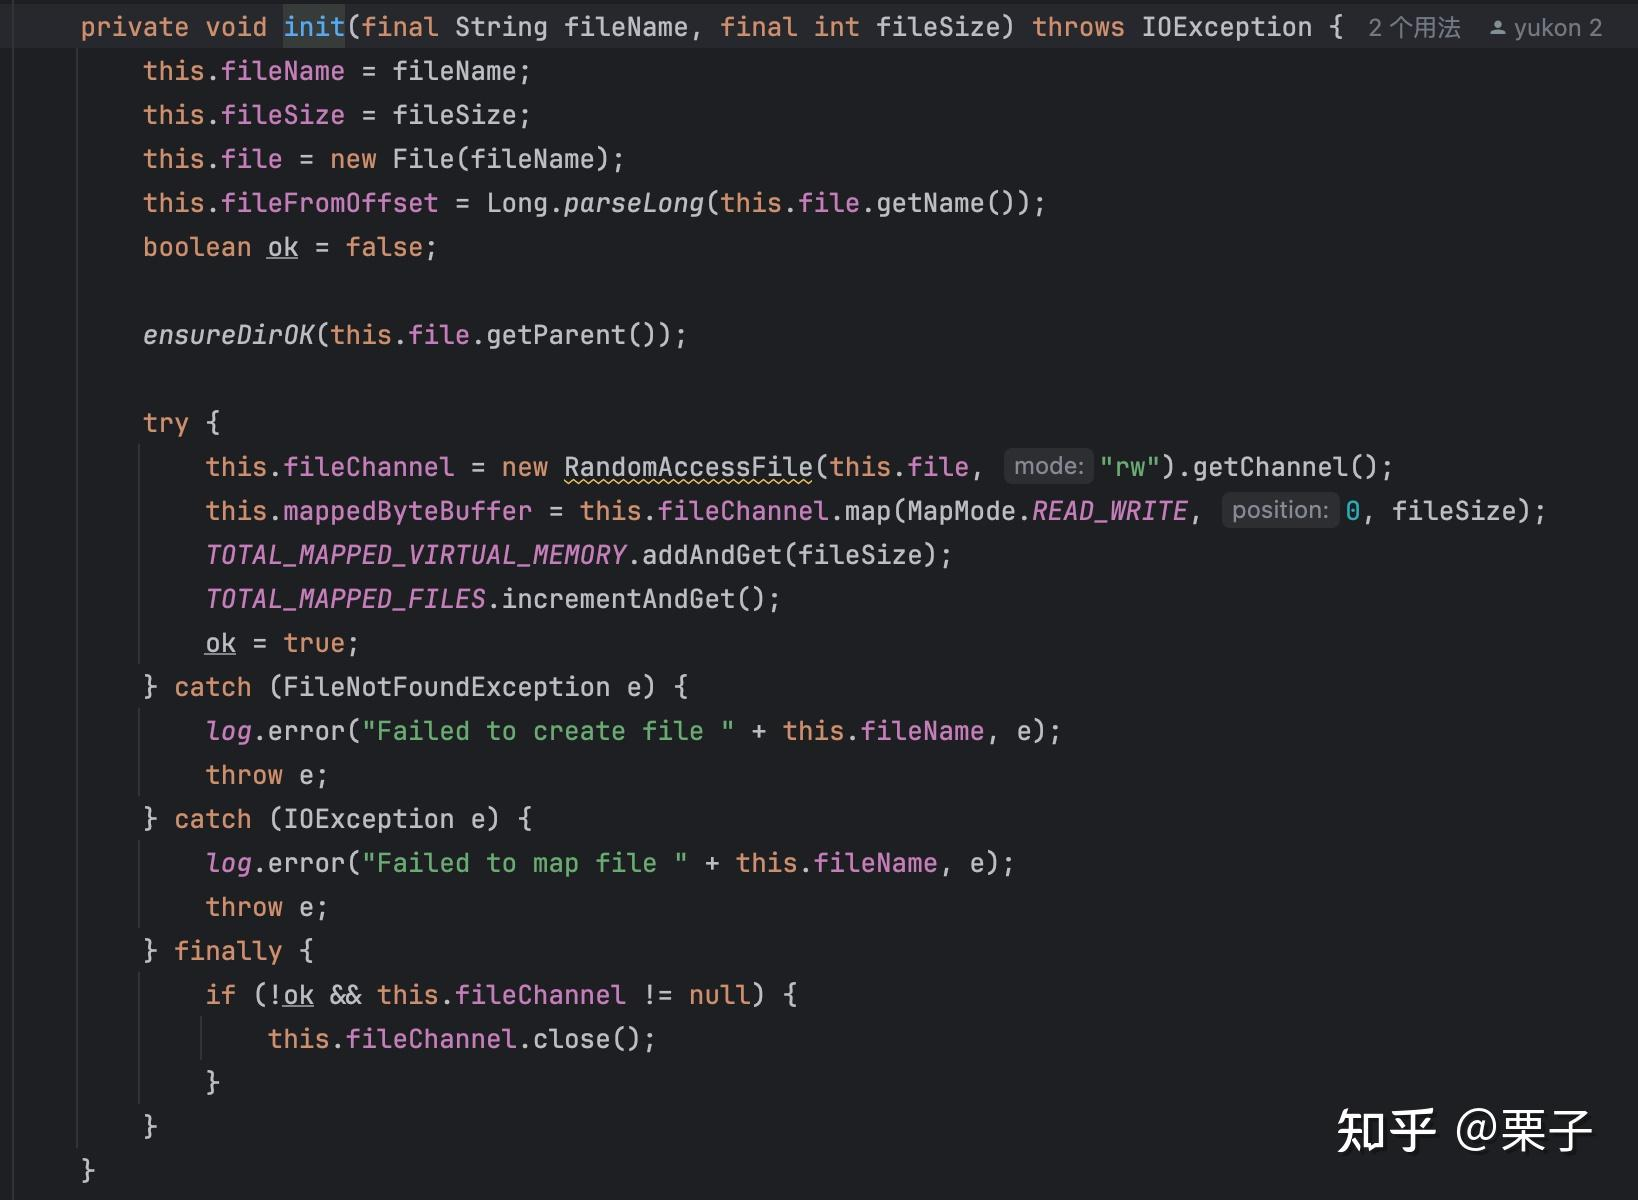 private void init(final String fileName, final int fileSize) throws IOException { 2 个用法 yukon 2
this.fileName = fileName;
this.fileSize = fileSize;
this.file = new File(fileName);
this.fileFromOffset = Long.parseLong(this.file.getName());
boolean ok = false;
ensureDirOK(this.file.getParent());
try {
this.fileChannel = new RandomAccessFile(this.file, mode: "rw").getChannel();
this.mappedByteBuffer = this.fileChannel.map(MapMode.READ_WRITE, position: 0, fileSize);
TOTAL_MAPPED_VIRTUAL_MEMORY.addAndGet(fileSize);
TOTAL_MAPPED_FILES.incrementAndGet();
ok = true;
} catch (FileNotFoundException e) {
log.error("Failed to create file " + this.fileName, e);
throw e;
} catch (IOException e) {
log.error("Failed to map file " + this.fileName, e);
throw e;
} finally {
if (!ok && this.fileChannel != null) {
this.fileChannel.close();
}
}
}
知乎 @栗子